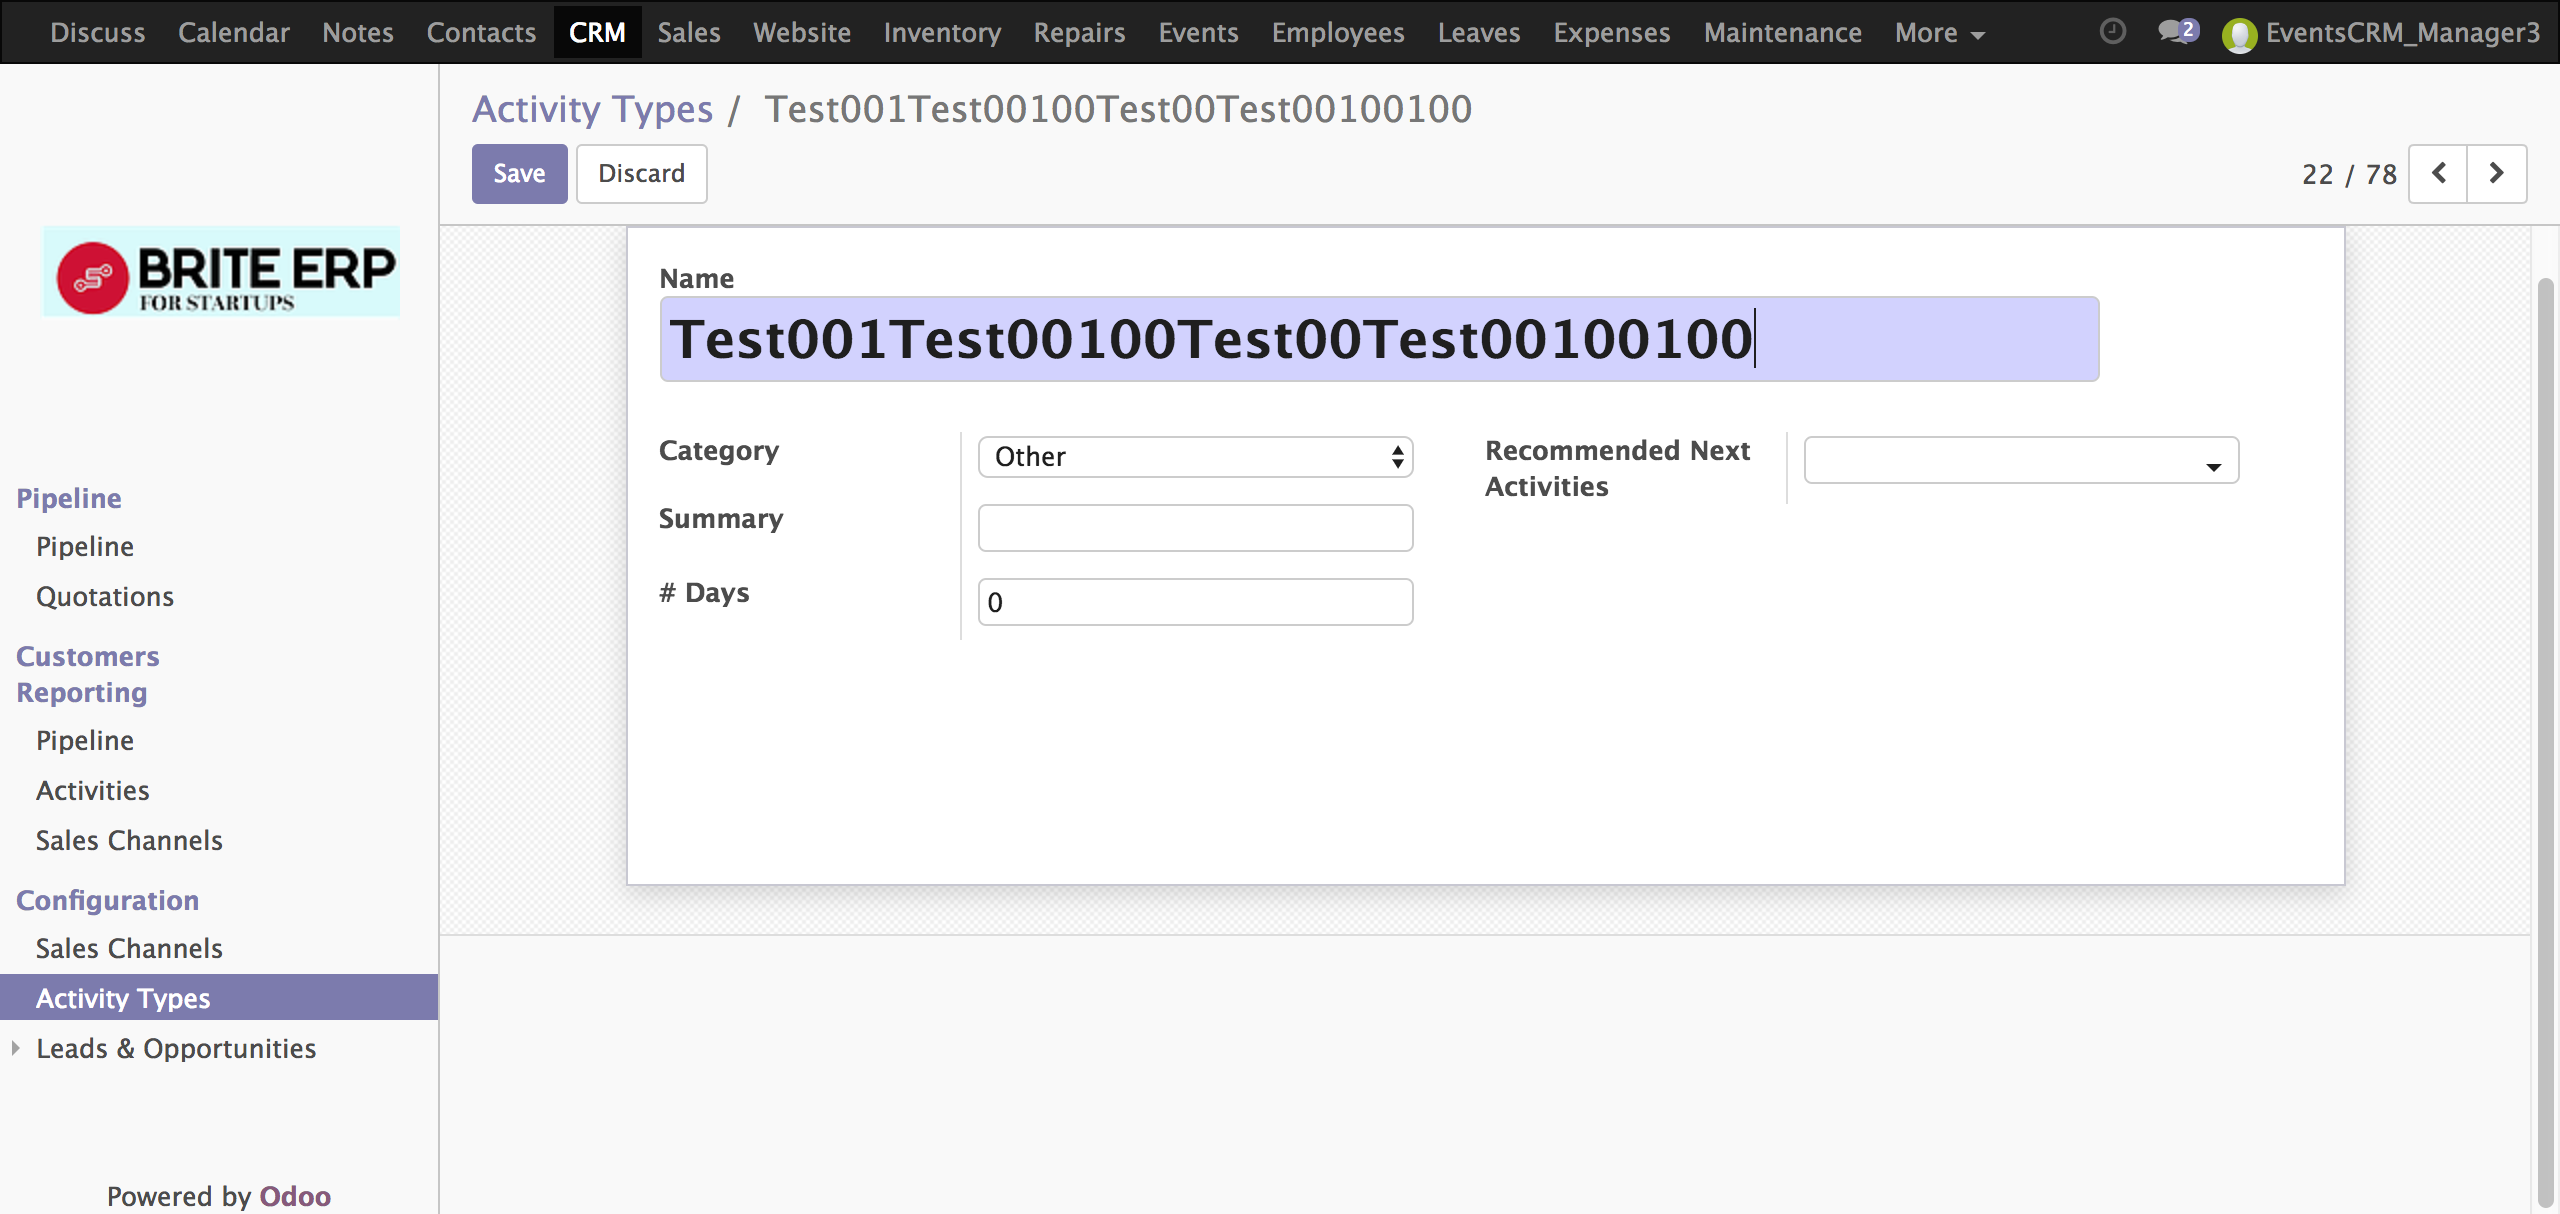 Discuss Calendar Notes Contacts CRM Sales Website Inventory Repairs Events Employees Leaves Expenses Maintenance More 2 EventsCRM_Manager3
Activity Types / Test001Test00100Test00Test00100100
Save Discard 22 / 78
BRITE ERP
FOR STARTUPS
Pipeline
Pipeline
Quotations
Customers
Reporting
Pipeline
Activities
Sales Channels
Configuration
Sales Channels
Activity Types
Leads & Opportunities
Powered by Odoo
Name
Test001Test00100Test00Test00100100
Category Other
Summary
# Days 0
Recommended Next
Activities